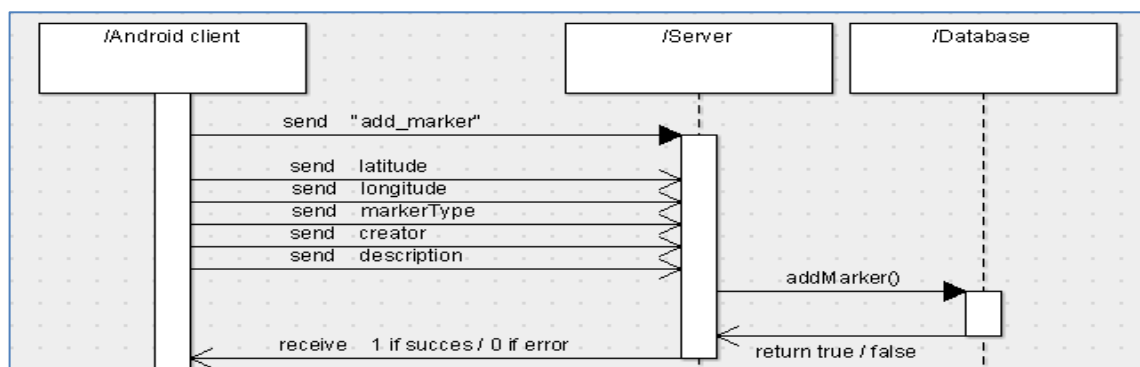 /Android client
/Server
/Database
send "add_marker"
send latitude
send longitude
send markerType
send creator
send description
addMarker()
receive 1 if succes / 0 if error
return true / false